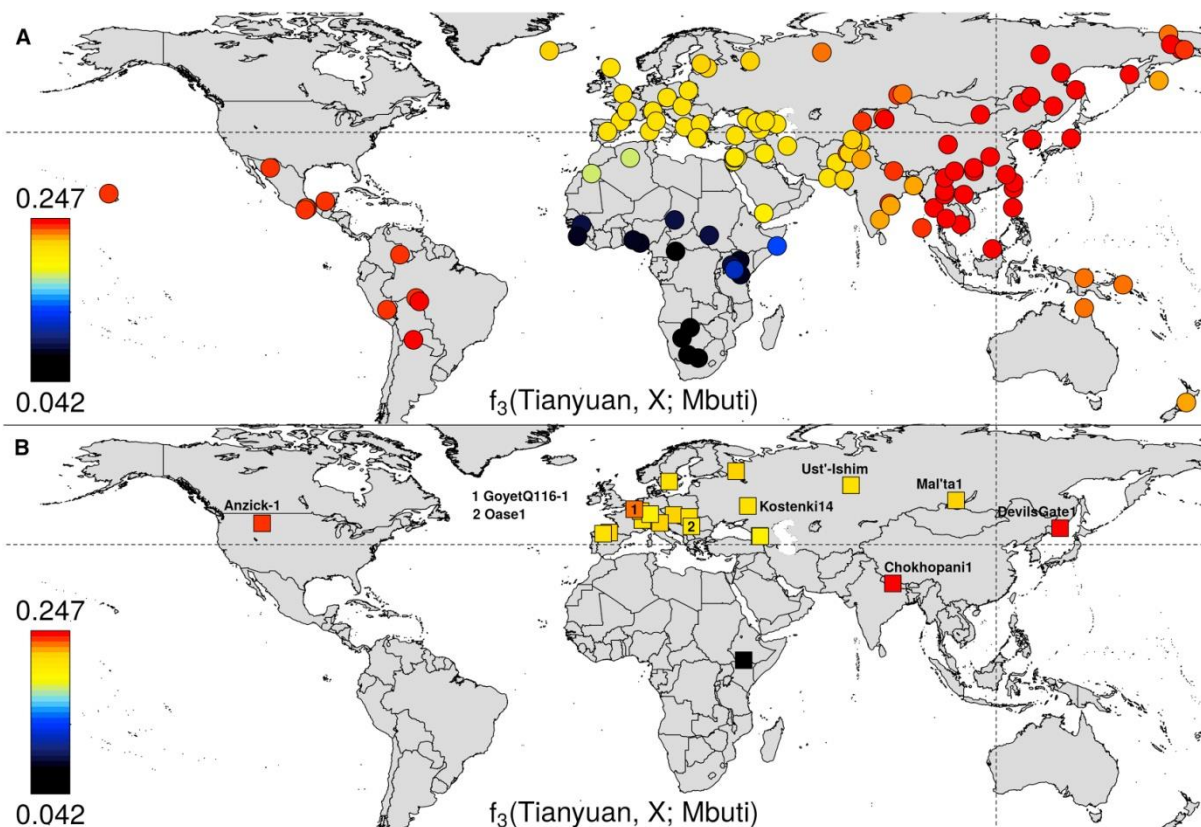 A
0.247
0.042
f₃(Tianyuan, X; Mbuti)
B
Ust'-Ishim
Mal'ta1
1 GoyetQ116-1
2 Oase1
Anzick-1
1
Kostenki14
DevilsGate1
2
Chokhopani1
0.247
0.042
f₃(Tianyuan, X; Mbuti)